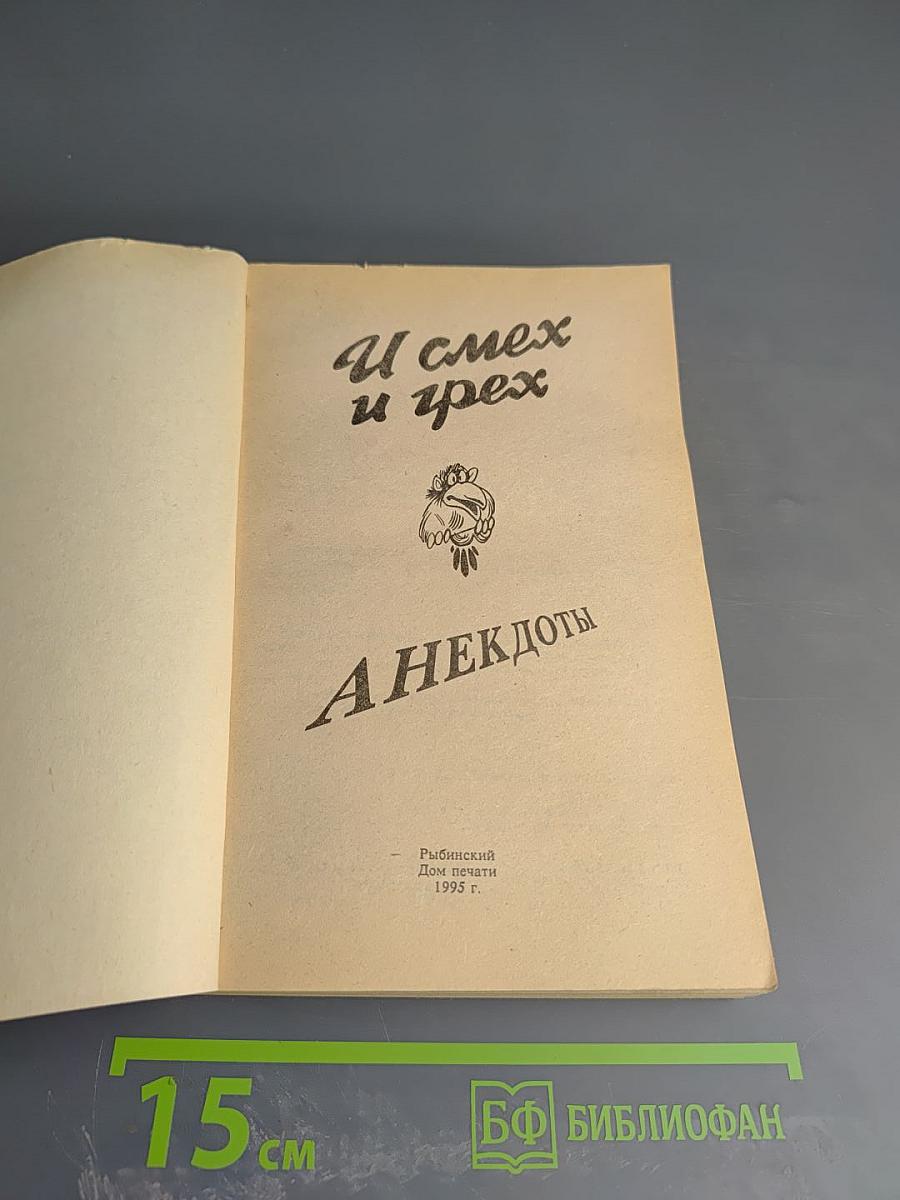 И смех
и грех
АНЕКДОТЫ
Рыбинский
Дом печати
1995 г.
15 см
БФ БИБЛИОФАН